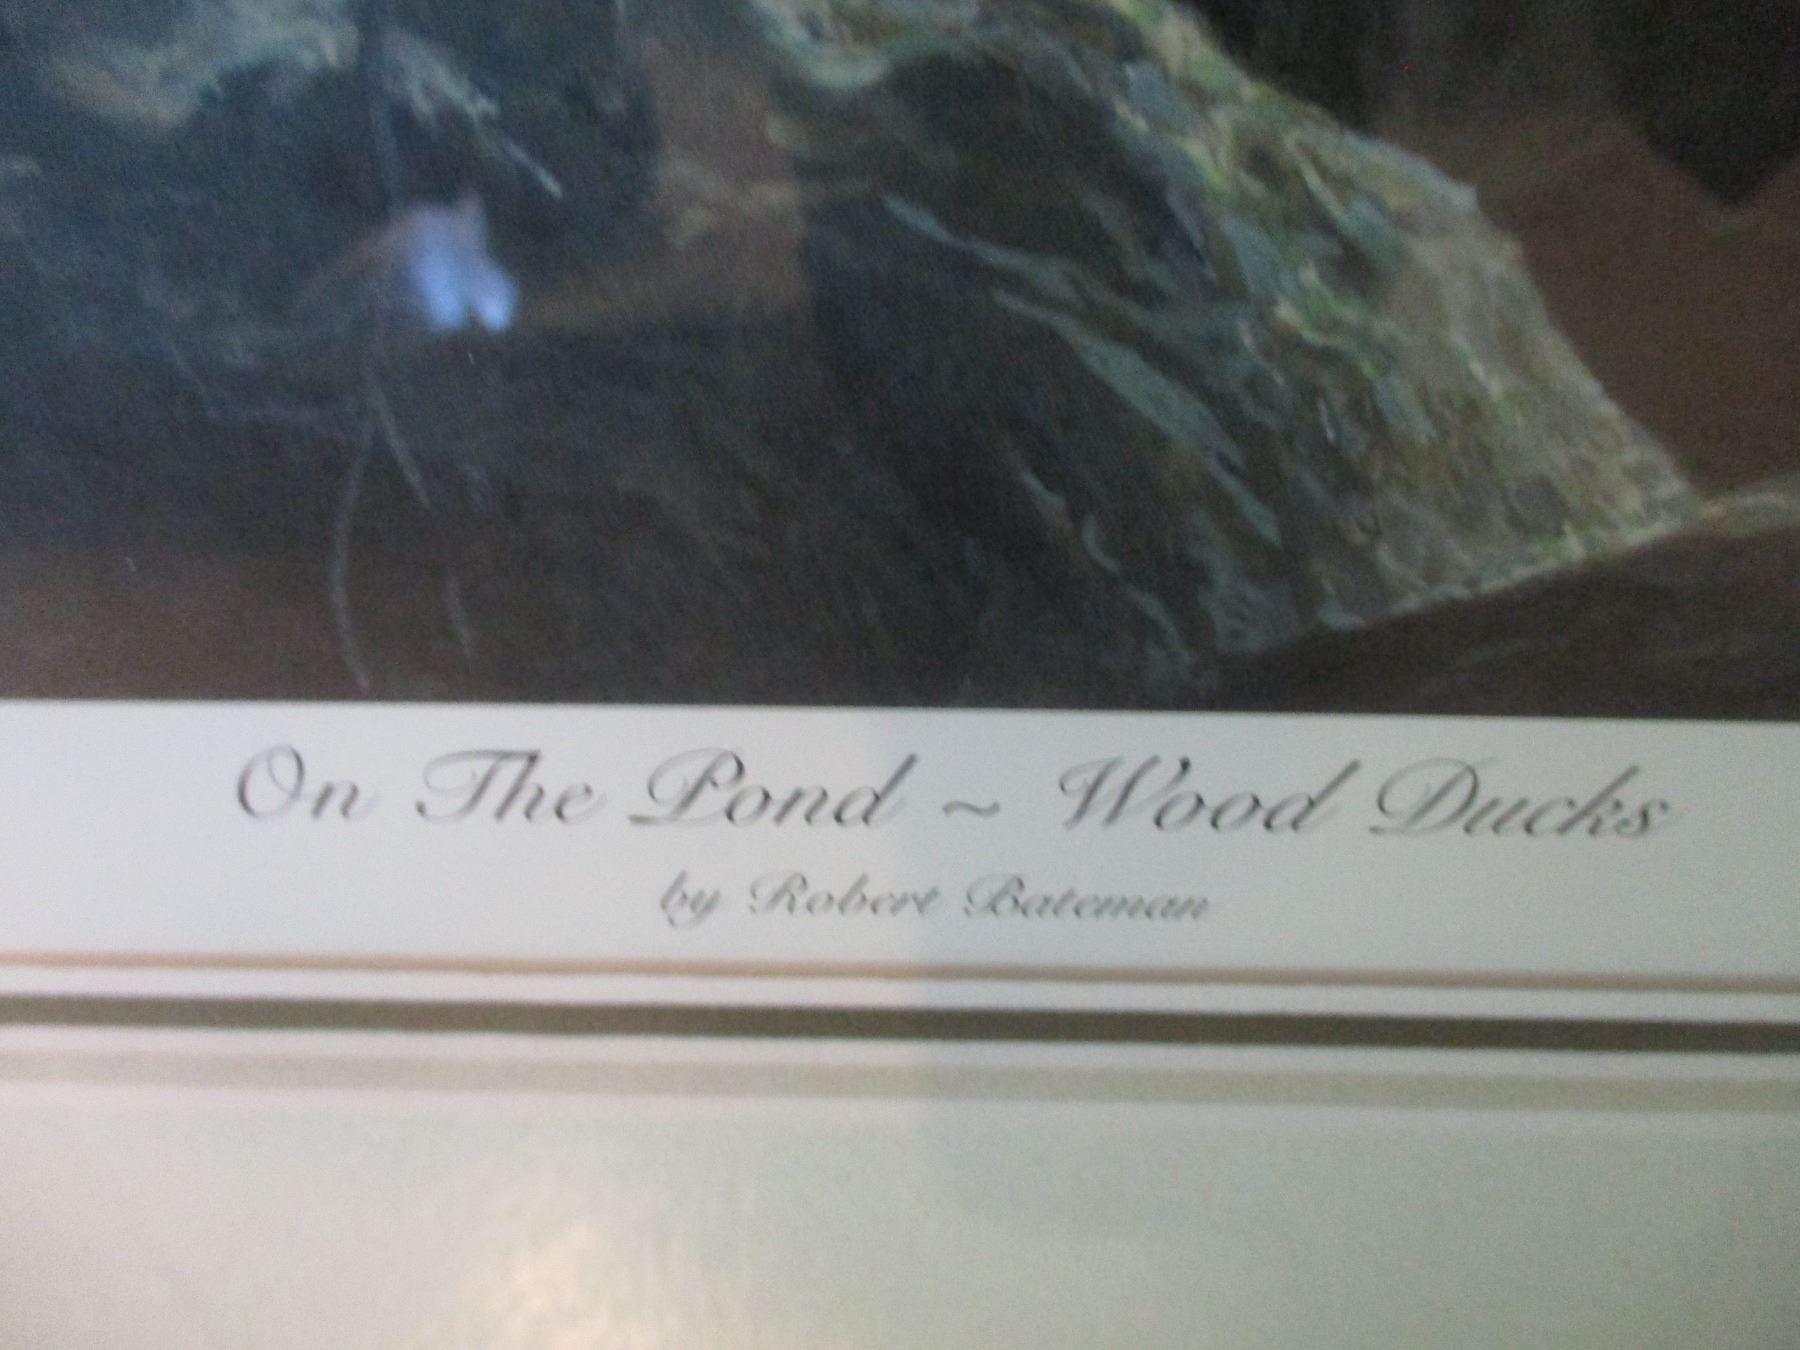 On The Pond ~ Wood Ducks
by Robert Bateman